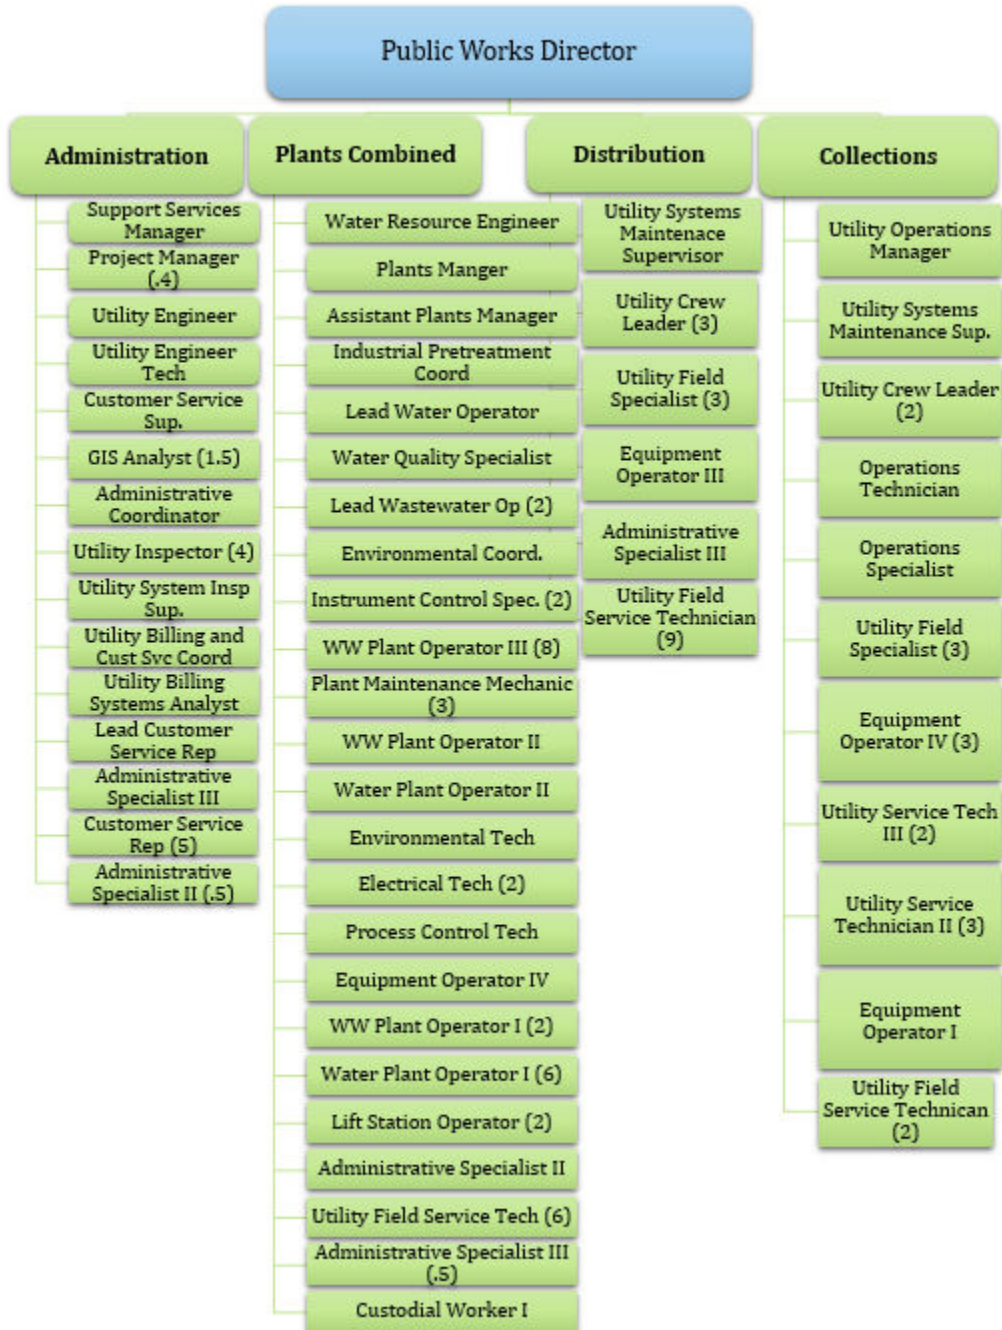 Public Works Director
Administration
Support Services
Manager
Project Manager
(.4)
Utility Engineer
Utility Engineer
Tech
Customer Service
Sup.
GIS Analyst (1.5)
Administrative
Coordinator
Utility Inspector (4)
Utility System Insp
Sup.
Utility Billing and
Cust Svc Coord
Utility Billing
Systems Analyst
Lead Customer
Service Rep
Administrative
Specialist III
Customer Service
Rep (5)
Administrative
Specialist II (.5)
Plants Combined
Water Resource Engineer
Plants Manger
Assistant Plants Manager
Industrial Pretreatment
Coord
Lead Water Operator
Water Quality Specialist
Lead Wastewater Op (2)
Environmental Coord.
Instrument Control Spec. (2)
WW Plant Operator III (8)
Plant Maintenance Mechanic
(3)
WW Plant Operator II
Water Plant Operator II
Environmental Tech
Electrical Tech (2)
Process Control Tech
Equipment Operator IV
WW Plant Operator I (2)
Water Plant Operator I (6)
Lift Station Operator (2)
Administrative Specialist II
Utility Field Service Tech (6)
Administrative Specialist III
(.5)
Custodial Worker I
Distribution
Utility Systems
Maintenace
Supervisor
Utility Crew
Leader (3)
Utility Field
Specialist (3)
Equipment
Operator III
Administrative
Specialist III
Utility Field
Service Technician
(9)
Collections
Utility Operations
Manager
Utility Systems
Maintenance Sup.
Utility Crew Leader
(2)
Operations
Technician
Operations
Specialist
Utility Field
Specialist (3)
Equipment
Operator IV (3)
Utility Service Tech
III (2)
Utility Service
Technician II (3)
Equipment
Operator I
Utility Field
Service Technican
(2)